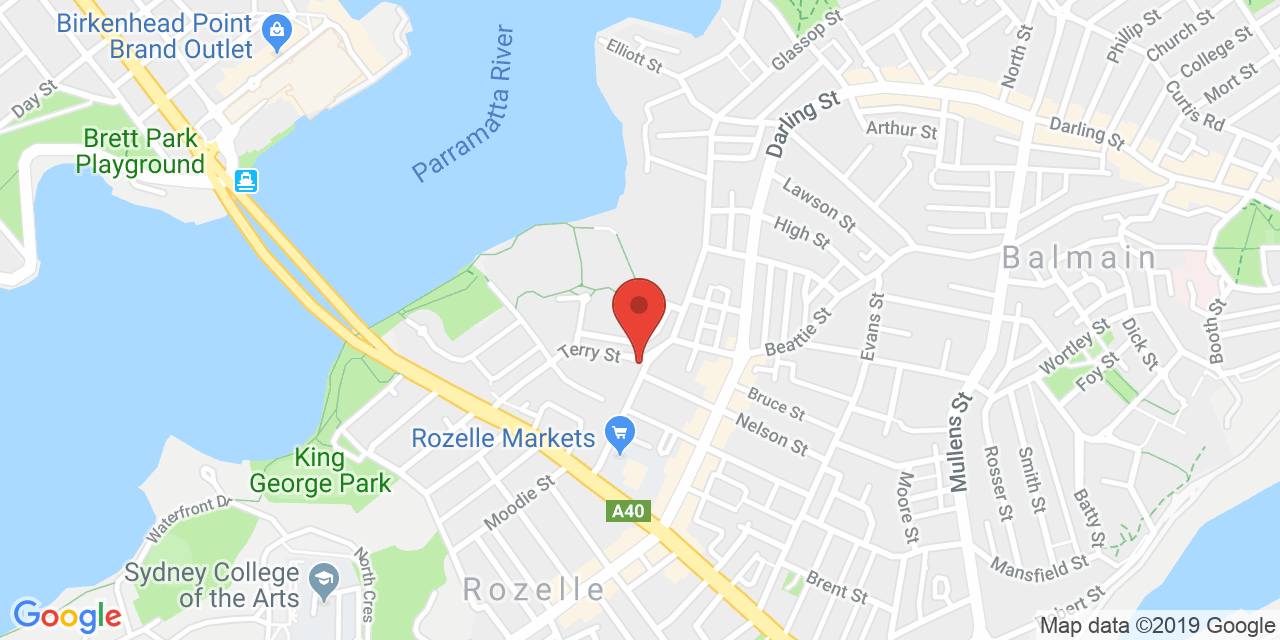 Birkenhead Point
Brand Outlet
Day St
Brett Park
Playground
Parramatta River
Elliott St
Glassop St
Phillip St
Church St
College St
Mort St
North St
Curtis Rd
Darling St
Arthur St
Darling St
Lawson St
High St
Balmain
Evans St
Beattie St
Terry St
Wortley St
Dick St
Foy St
Booth St
Bruce St
Nelson St
Mullens St
Rozelle Markets
King
George Park
Moodie St
A40
Moore St
Rosser St
Smith St
Batty St
Waterfront Dr
North Cres
Sydney College
of the Arts
Rozelle
Brent St
Mansfield St
bert St
Google
Map data ©2019 Google